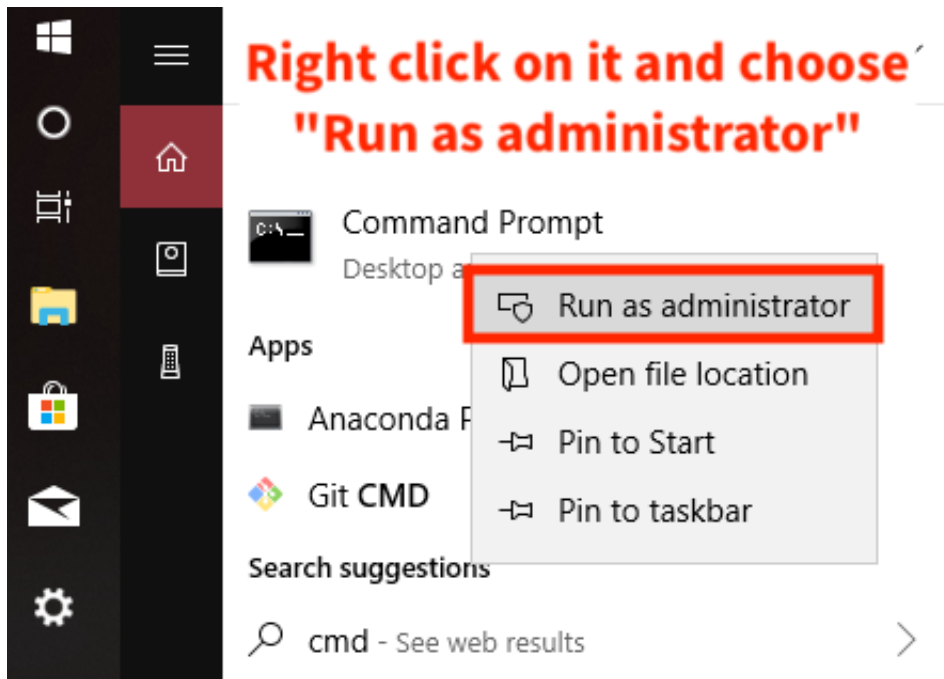 Right click on it and choose
"Run as administrator"
C:\_
Command Prompt
Desktop
Run as administrator
Apps
Open file location
Anaconda
Pin to Start
Git CMD
Pin to taskbar
Search suggestions
cmd - See web results